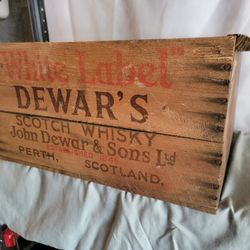 "White Label"
DEWAR'S
SCOTCH WHISKY
John Dewar & Sons Ltd
PERTH, SCOTLAND.